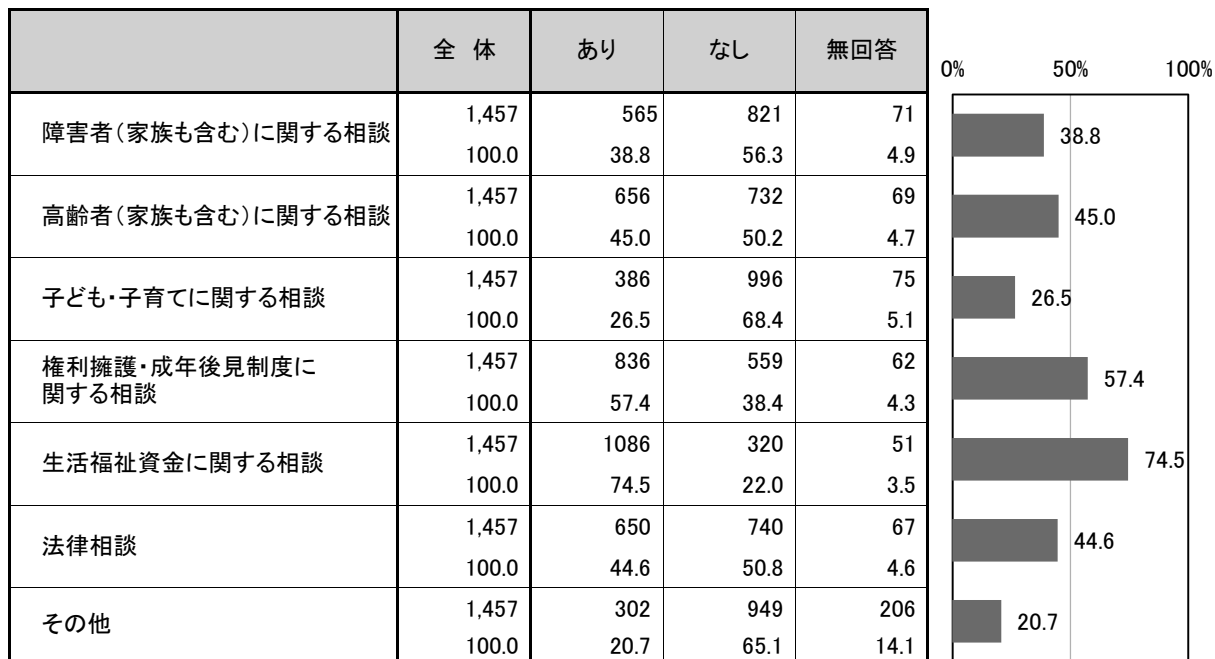 全 体 あり なし 無回答
0% 50% 100%
障害者(家族も含む)に関する相談 1,457 565 821 71
100.0 38.8 56.3 4.9
38.8
高齢者(家族も含む)に関する相談 1,457 656 732 69
100.0 45.0 50.2 4.7
45.0
子ども・子育てに関する相談 1,457 386 996 75
100.0 26.5 68.4 5.1
26.5
権利擁護・成年後見制度に
関する相談
1,457 836 559 62
100.0 57.4 38.4 4.3
57.4
生活福祉資金に関する相談 1,457 1086 320 51
100.0 74.5 22.0 3.5
74.5
法律相談 1,457 650 740 67
100.0 44.6 50.8 4.6
44.6
その他 1,457 302 949 206
100.0 20.7 65.1 14.1
20.7